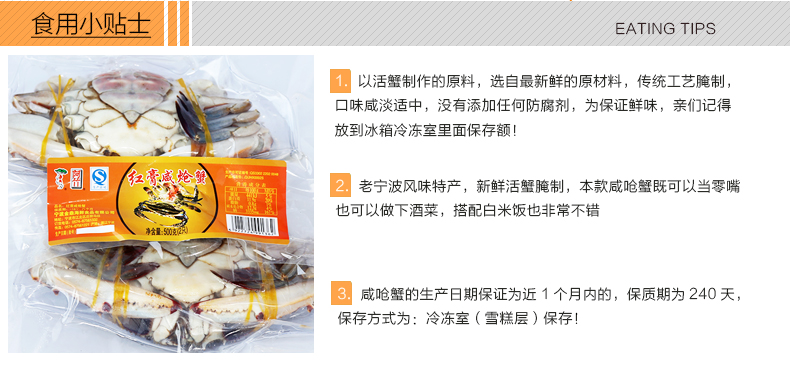 食用小贴士
EATING TIPS
1. 以活蟹制作的原料，选自最新鲜的原材料，传统工艺腌制，
口味咸淡适中，没有添加任何防腐剂，为保证鲜味，亲们记得
放到冰箱冷冻室里面保存额！
2. 老宁波风味特产，新鲜活蟹腌制，本款咸呛蟹既可以当零嘴
也可以做下酒菜，搭配白米饭也非常不错
3. 咸呛蟹的生产日期保证为近 1 个月内的，保质期为 240 天，
保存方式为：冷冻室（雪糕层）保存！
红膏咸炝蟹
净含量:500克(2只)